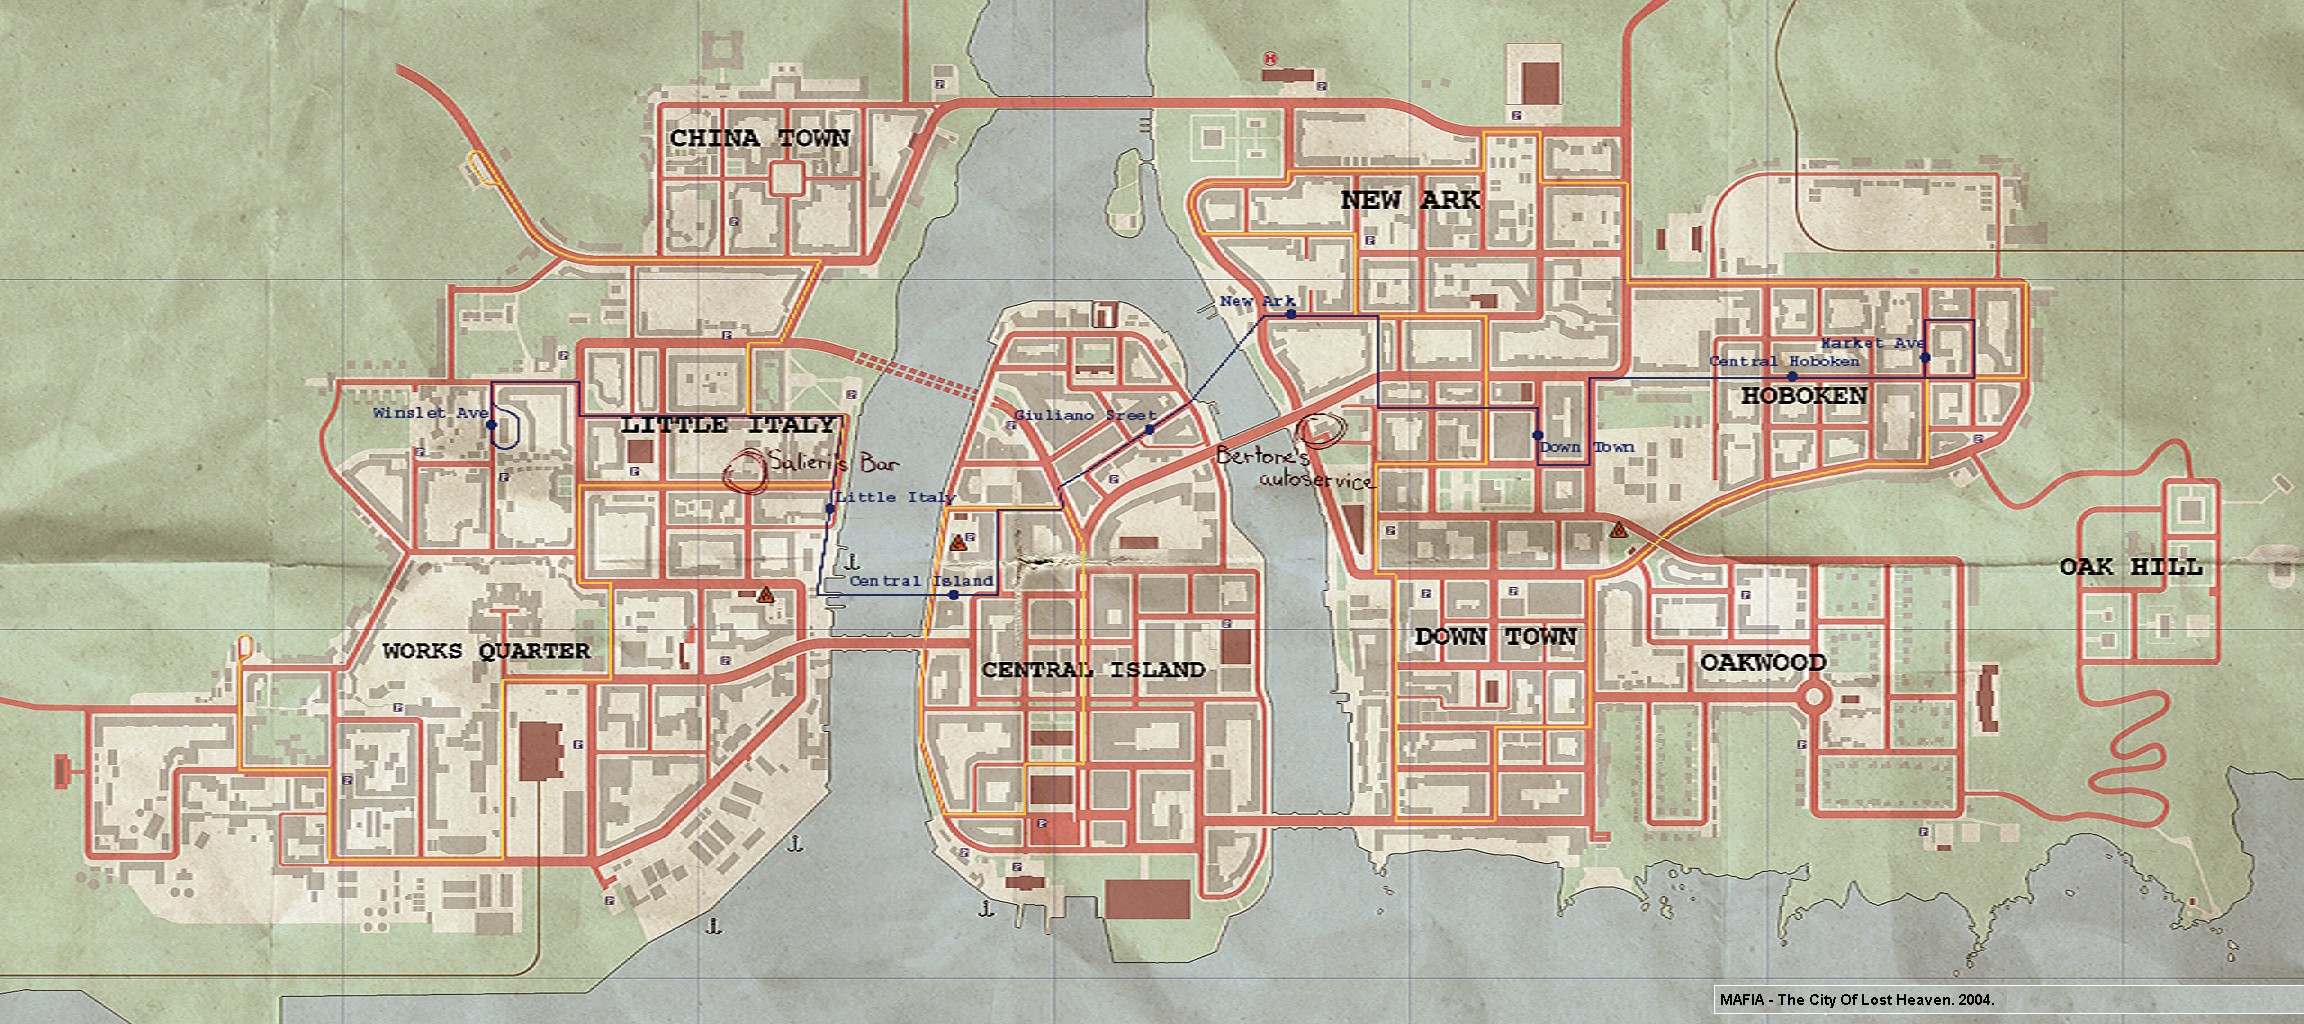 H
CHINA TOWN
NEW ARK
New Ark
Market Ave
Central Hoboken
HOBOKEN
Winslet Ave
LITTLE ITALY
Giuliano Sreet
Salieri's Bar
Bertone's
autoservice
Down Town
Little Italy
OAK HILL
Central Island
WORKS QUARTER
CENTRAL ISLAND
DOWN TOWN
OAKWOOD
MAFIA - The City Of Lost Heaven. 2004.